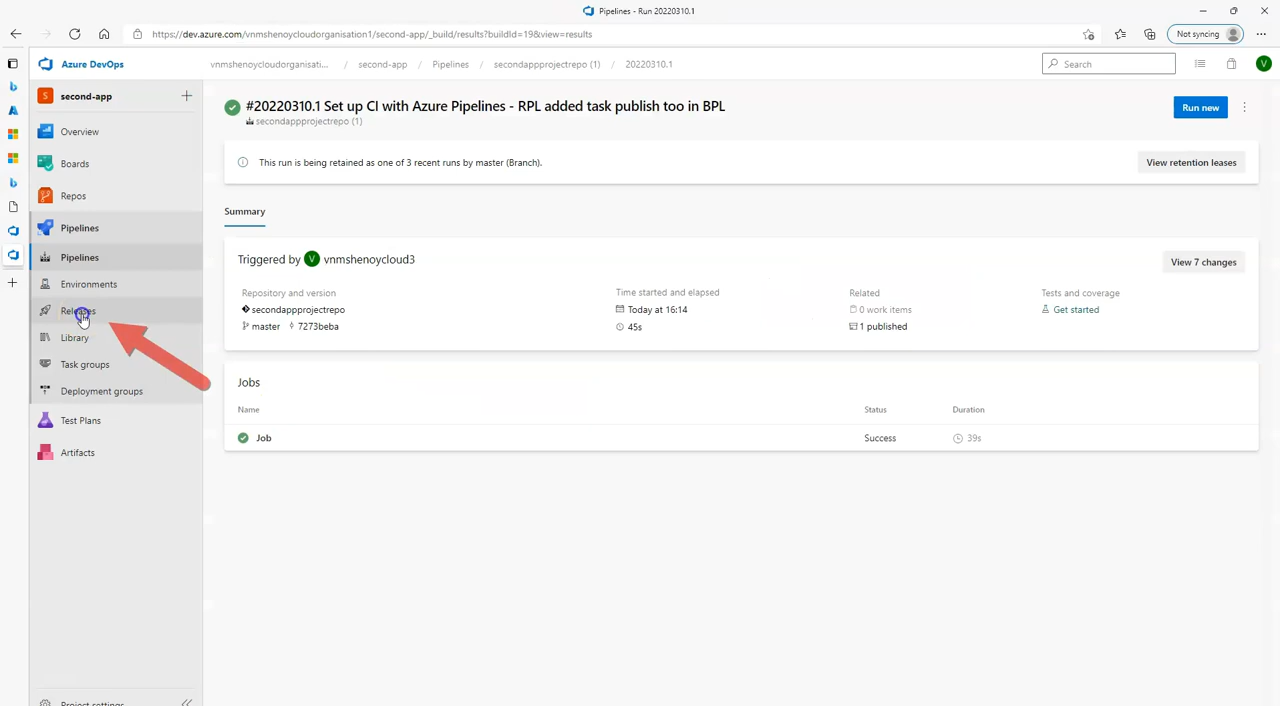 Pipelines - Run 20220310.1
https://dev.azure.com/vnmshenoycloudorganisation1/second-app/_build/results?buildId=19&view=results
Not syncing
Azure DevOps
vnmshenoycloudorganisati... / second-app / Pipelines / secondappprojectrepo (1) / 20220310.1
Search
V
S second-app
Overview
Boards
Repos
Pipelines
Pipelines
Environments
Releases
Library
Task groups
Deployment groups
Test Plans
Artifacts
Project settings
#20220310.1 Set up CI with Azure Pipelines - RPL added task publish too in BPL
secondappprojectrepo (1)
Run new
This run is being retained as one of 3 recent runs by master (Branch).
View retention leases
Summary
Triggered by V vnmshenoycloud3
View 7 changes
Repository and version
secondappprojectrepo
master 7273beba
Time started and elapsed
Today at 16:14
45s
Related
0 work items
1 published
Tests and coverage
Get started
Jobs
Name Status Duration
Job Success 39s